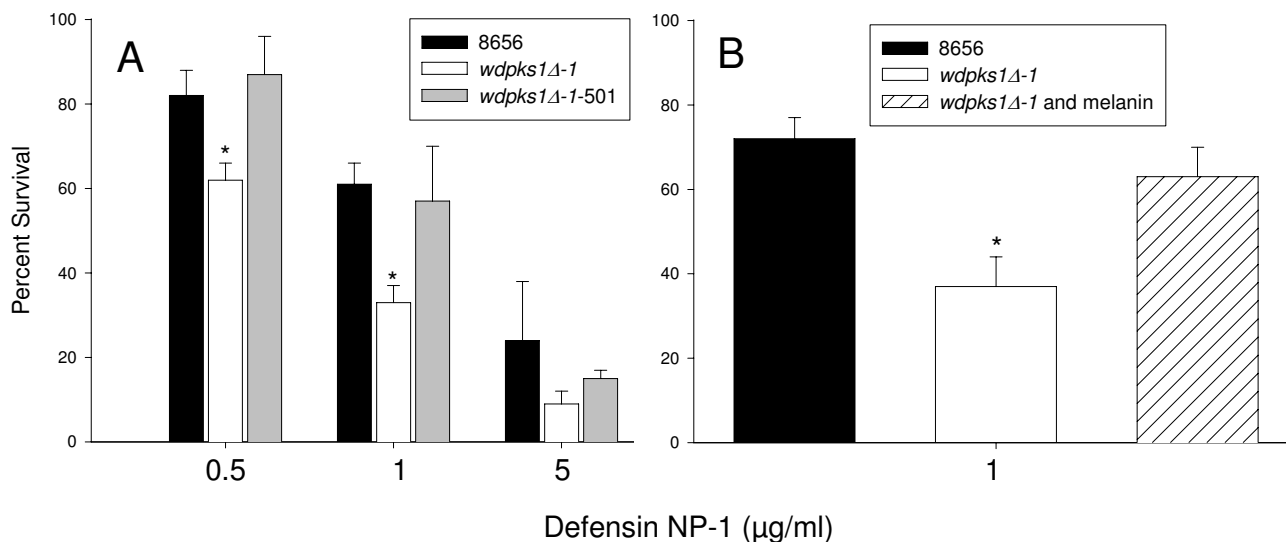 Percent Survival
100
80
60
40
20
0
A
8656
wdpks1Δ-1
wdpks1Δ-1-501
*
*
0.5 1 5
100
80
60
40
20
0
B
8656
wdpks1Δ-1
wdpks1Δ-1 and melanin
*
1
Defensin NP-1 (µg/ml)